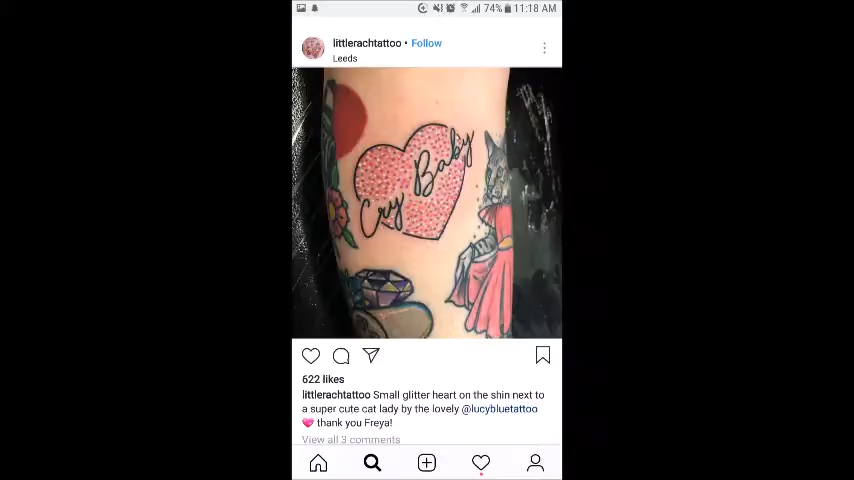 74% 11:18 AM
littlerachtattoo • Follow
Leeds
Cry Baby
622 likes
littlerachtattoo Small glitter heart on the shin next to
a super cute cat lady by the lovely @lucybluetattoo
💗 thank you Freya!
View all 3 comments